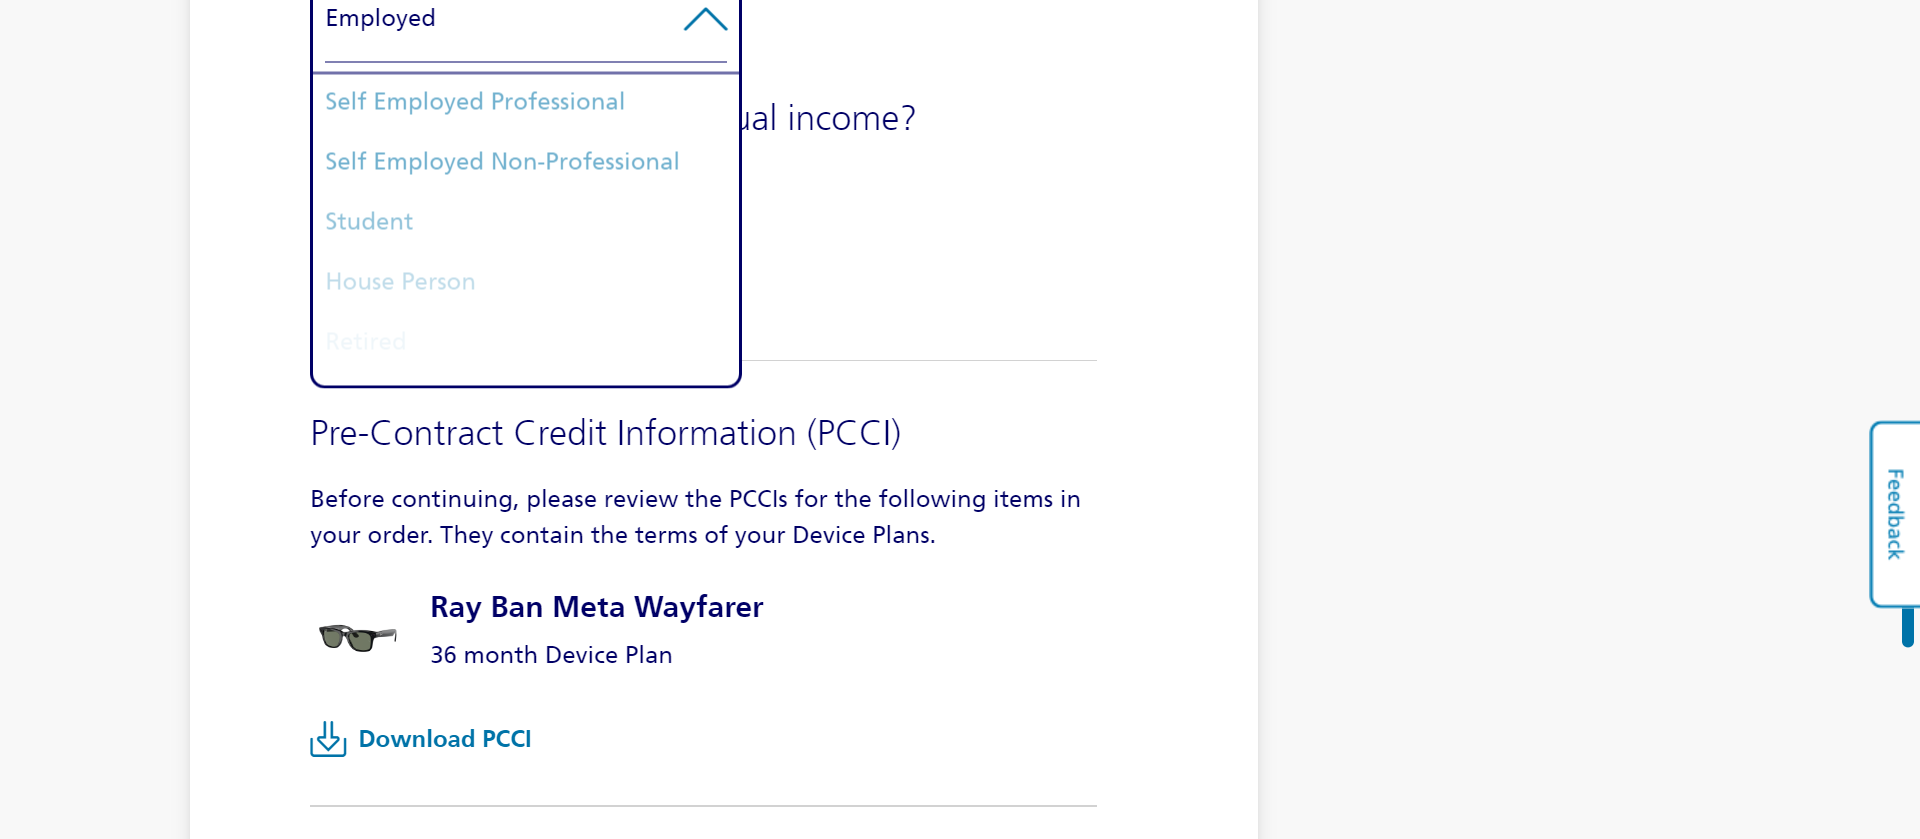 Employed
Self Employed Professional
ual income?
Self Employed Non-Professional
Student
House Person
Retired
Pre-Contract Credit Information (PCCI)
Before continuing, please review the PCCIs for the following items in
your order. They contain the terms of your Device Plans.
Ray Ban Meta Wayfarer
36 month Device Plan
Download PCCI
Feedback